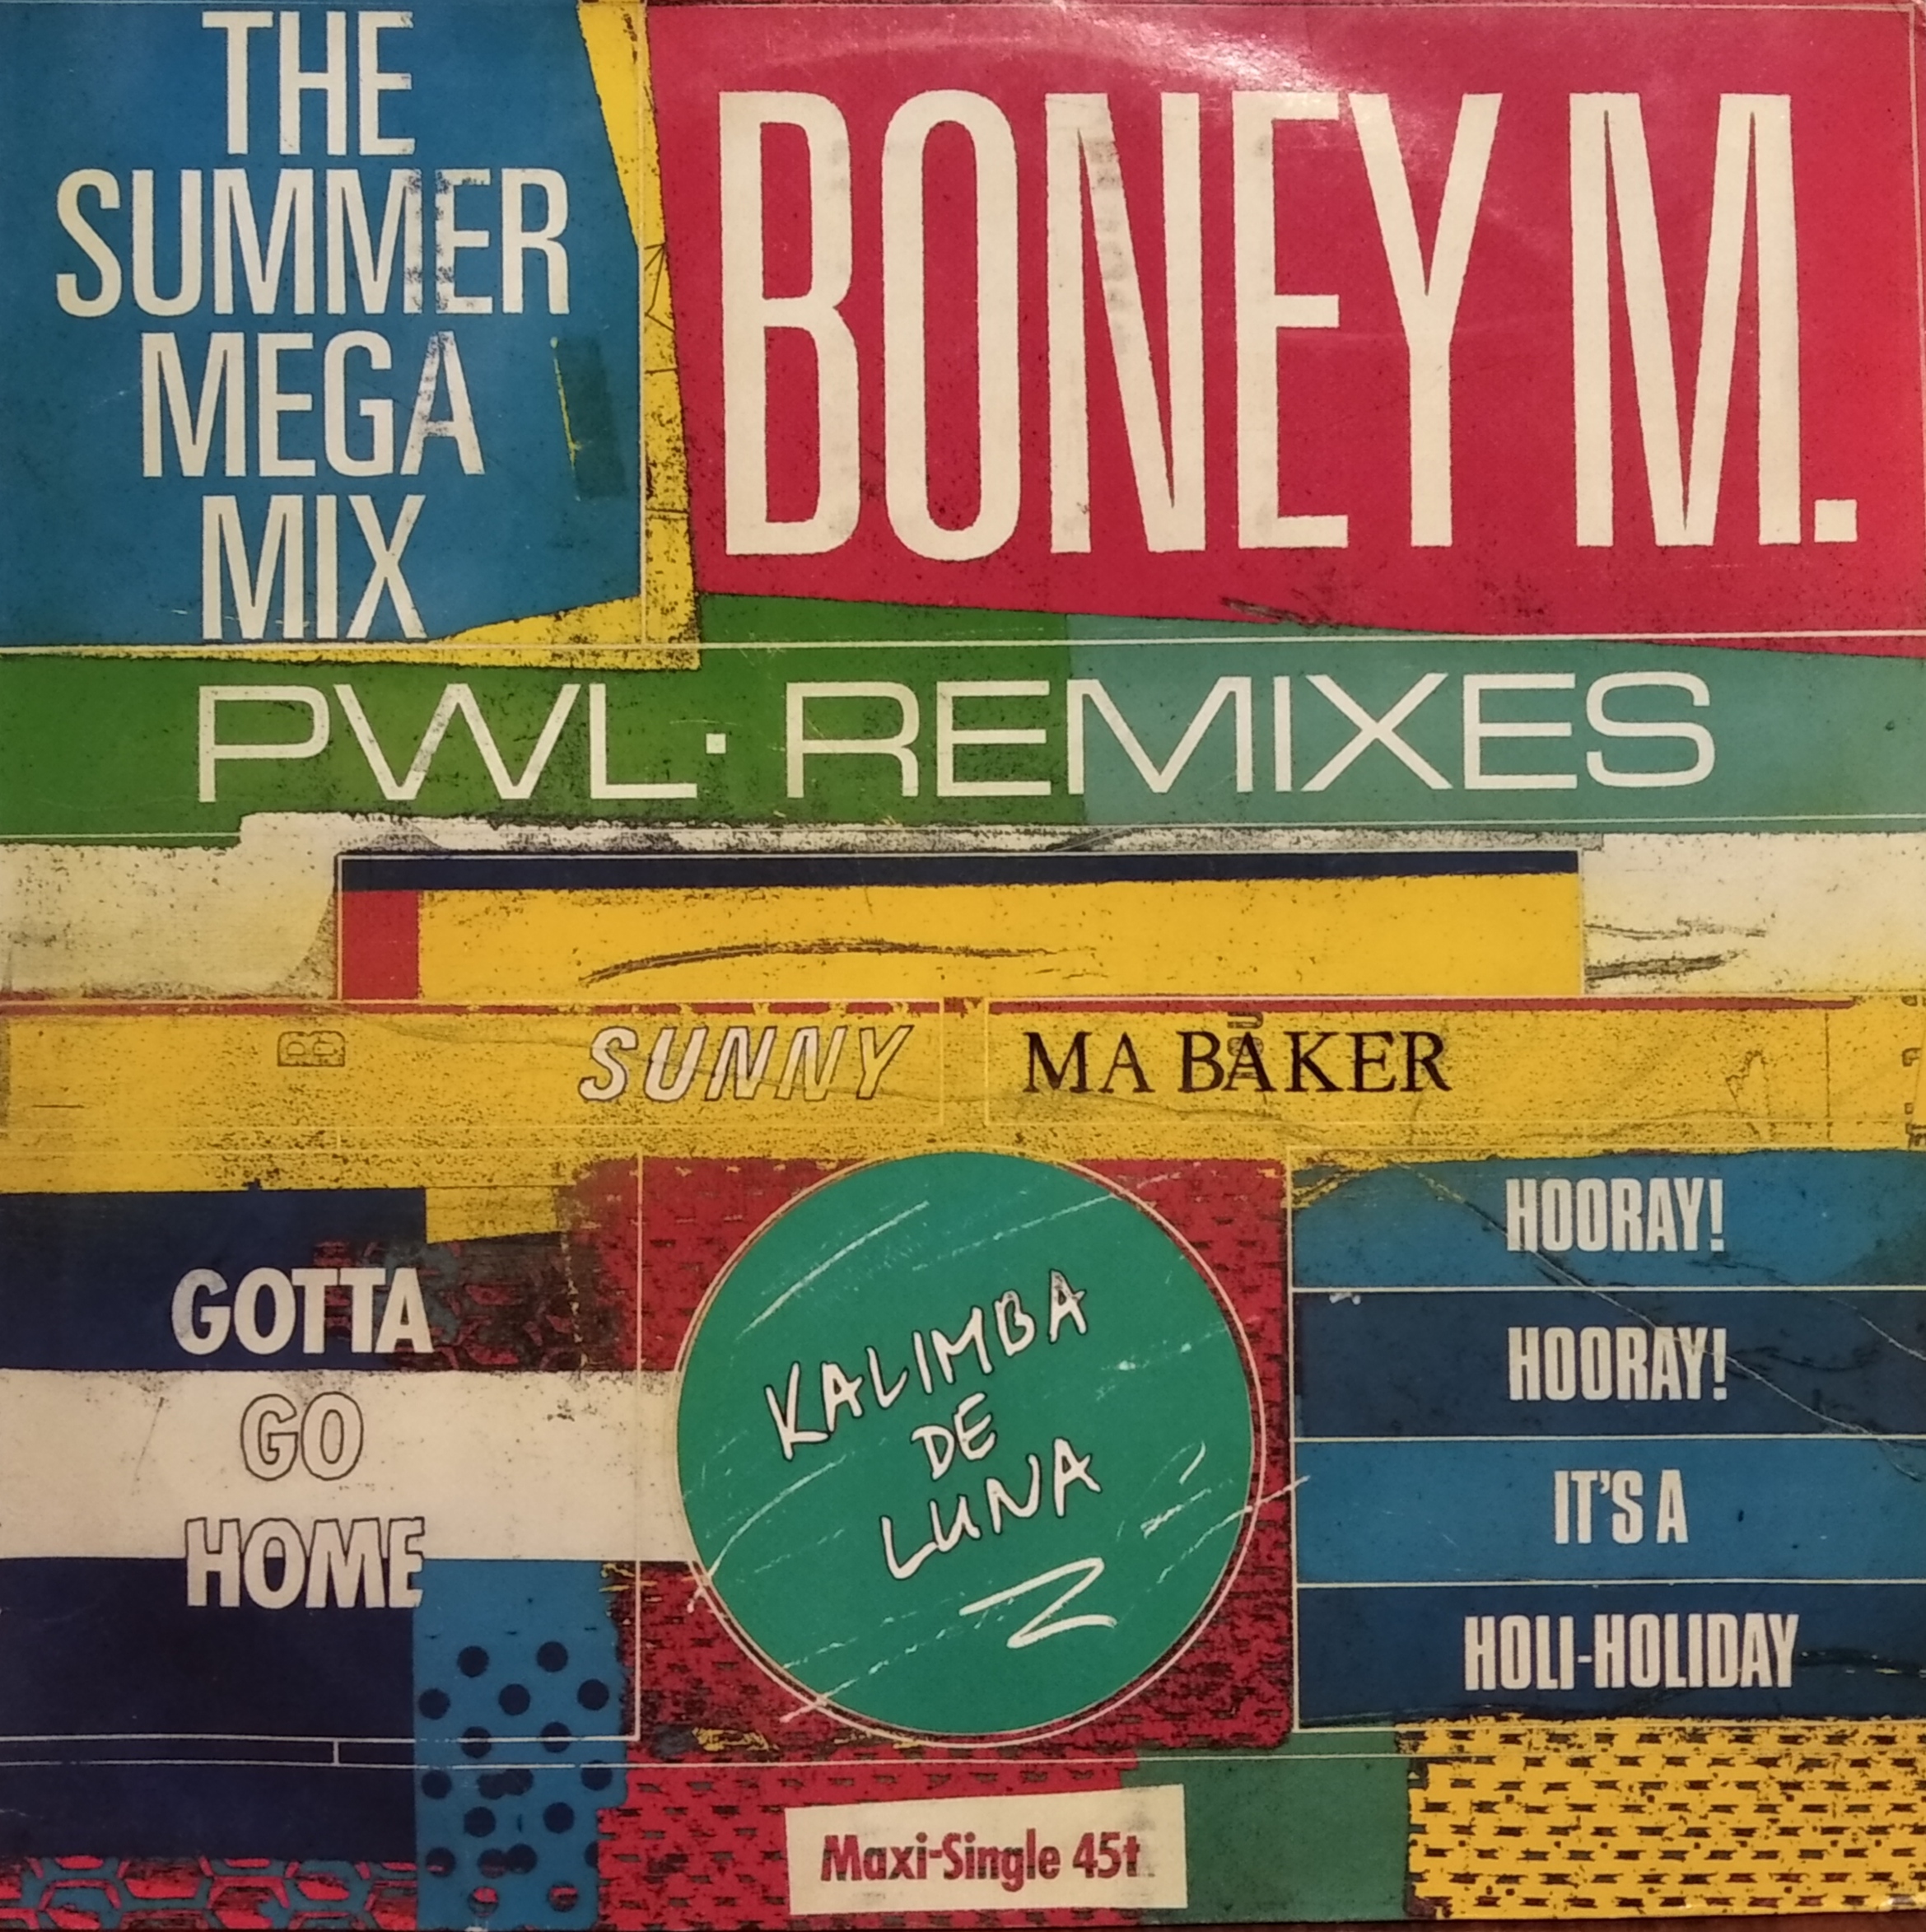 THE
SUMMER
MEGA
MIX
BONEY M.
PWL · REMIXES
SUNNY
MA BAKER
GOTTA
GO
HOME
KALIMBA
DE
LUNA
HOORAY!
HOORAY!
IT'S A
HOLI-HOLIDAY
Maxi-Single 45t